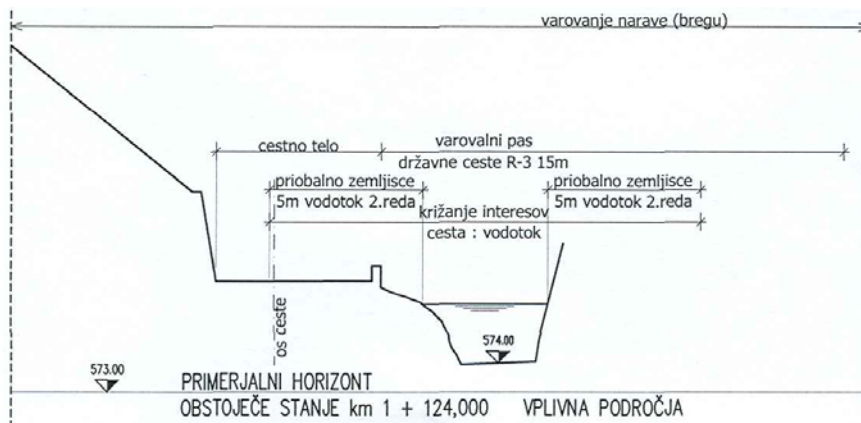 varovanje narave (bregu)
cestno telo
varovalni pas
državne ceste R-3 15m
priobalno zemljisce
5m vodotok 2.reda
priobalno zemljisce
5m vodotok 2.reda
križanje interesov
cesta : vodotok
os ceste
574.00
573.00
PRIMERJALNI HORIZONT
OBSTOJEČE STANJE km 1 + 124,000 VPLIVNA PODROČJA